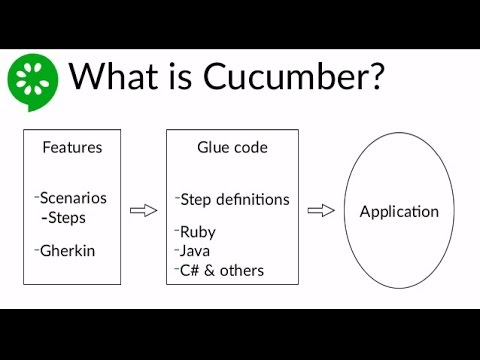 What is Cucumber?
Features
-Scenarios
-Steps
-Gherkin
Glue code
-Step definitions
-Ruby
-Java
-C# & others
Application